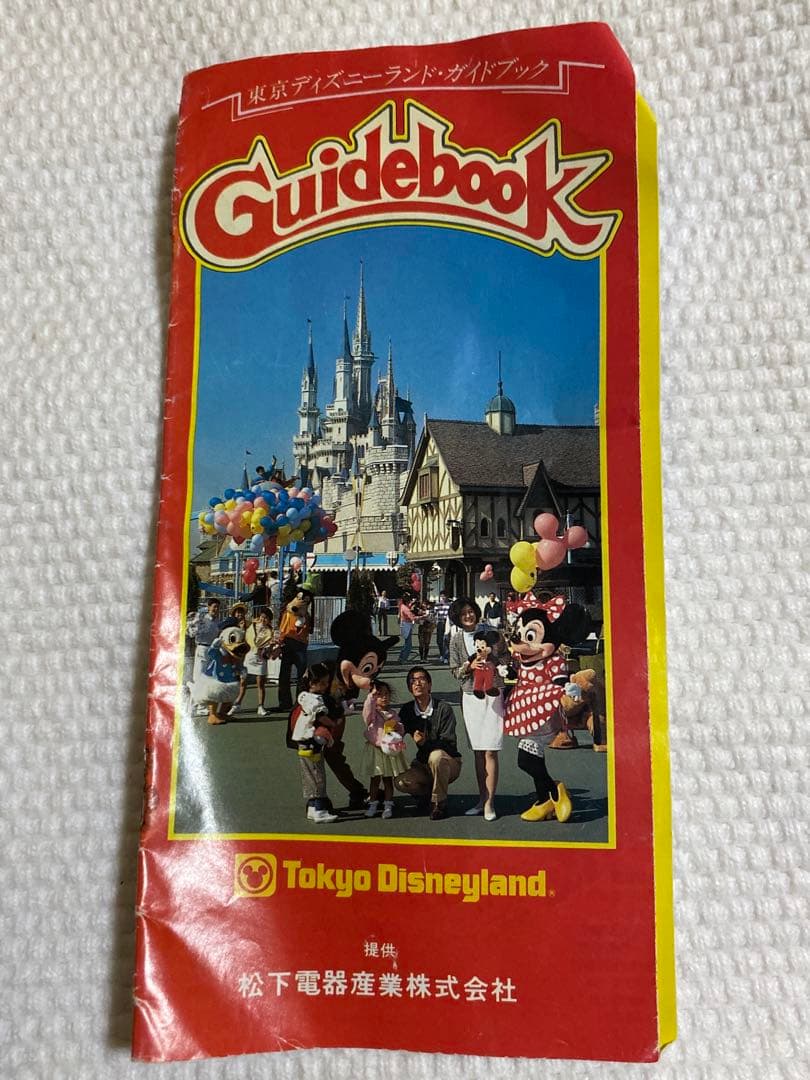 東京ディズニーランド・ガイドブック
Guidebook
Tokyo Disneyland®
提供
松下電器産業株式会社